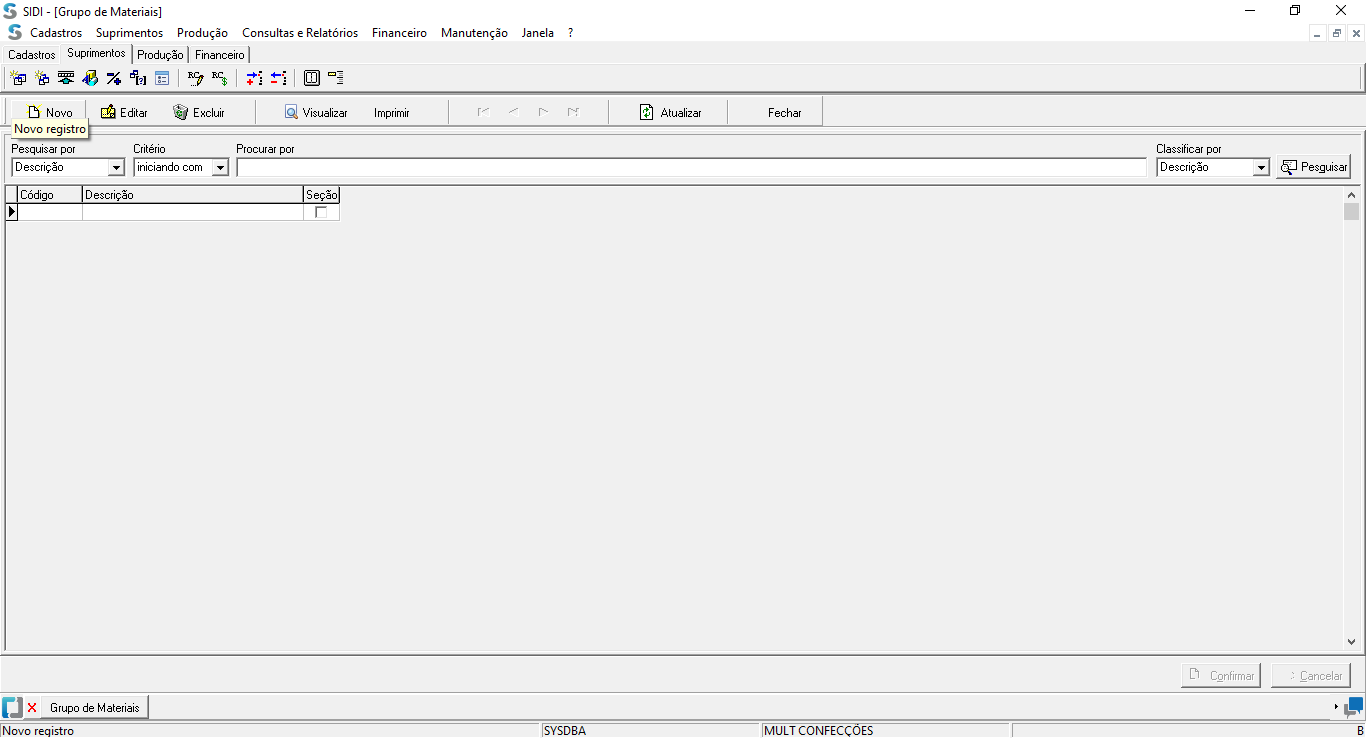 SIDI - [Grupo de Materiais]
Cadastros Suprimentos Produção Consultas e Relatórios Financeiro Manutenção Janela ?
Cadastros Suprimentos Produção Financeiro
Novo Editar Excluir Visualizar Imprimir Atualizar Fechar
Novo registro
Pesquisar por Critério Procurar por Classificar por
Descrição iniciando com Descrição Pesquisar
Código Descrição Seção
Confirmar Cancelar
Grupo de Materiais
Novo registro SYSDBA MULT CONFECÇÕES B